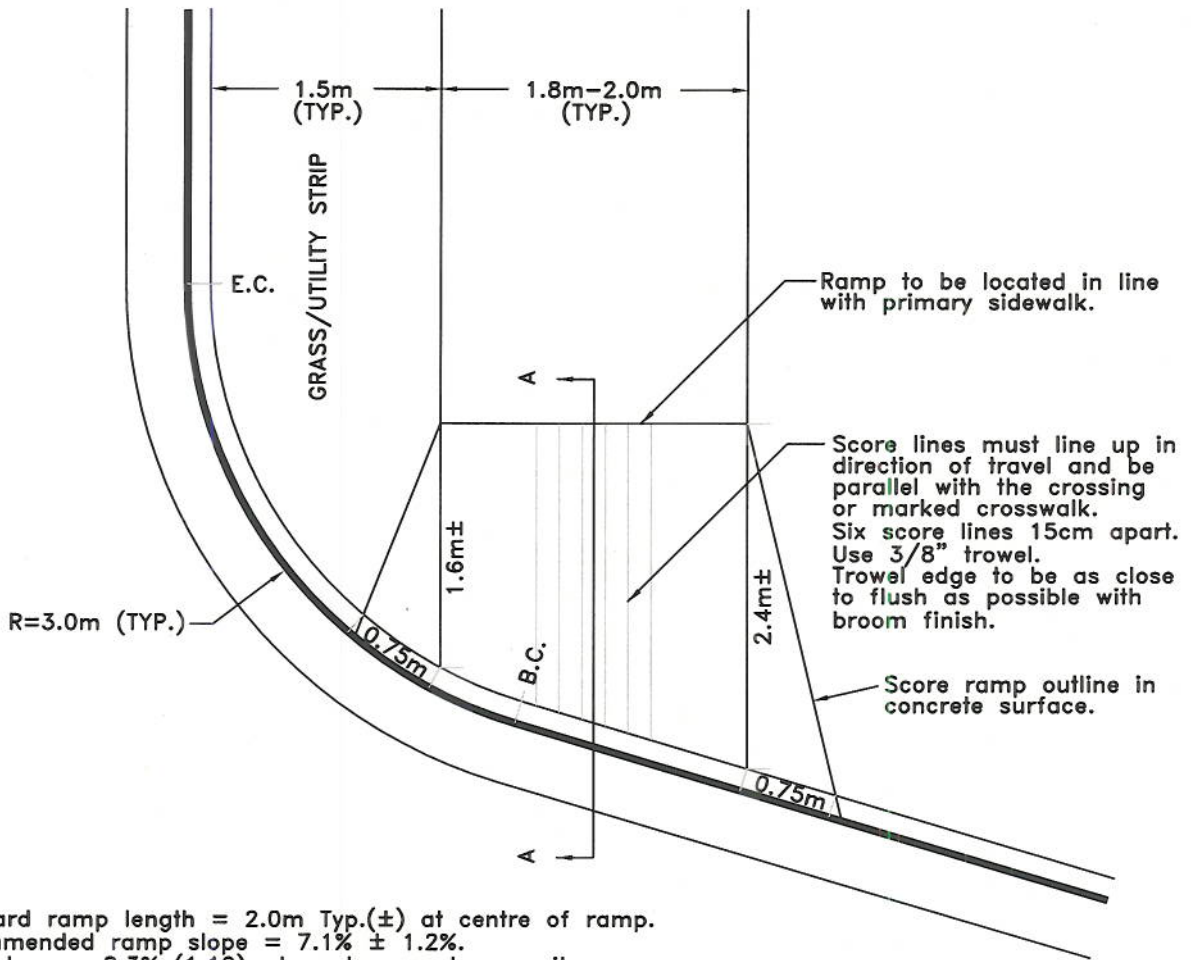 1.5m
(TYP.)
1.8m-2.0m
(TYP.)
GRASS/UTILITY STRIP
E.C.
Ramp to be located in line
with primary sidewalk.
A
Score lines must line up in
direction of travel and be
parallel with the crossing
or marked crosswalk.
Six score lines 15cm apart.
Use 3/8" trowel.
Trowel edge to be as close
to flush as possible with
broom finish.
1.6m±
2.4m±
R=3.0m (TYP.)
0.75m
B.C.
Score ramp outline in
concrete surface.
0.75m
A
ramp length = 2.0m Typ.(±) at centre of ramp.
ramp slope = 7.1% ± 1.2%.